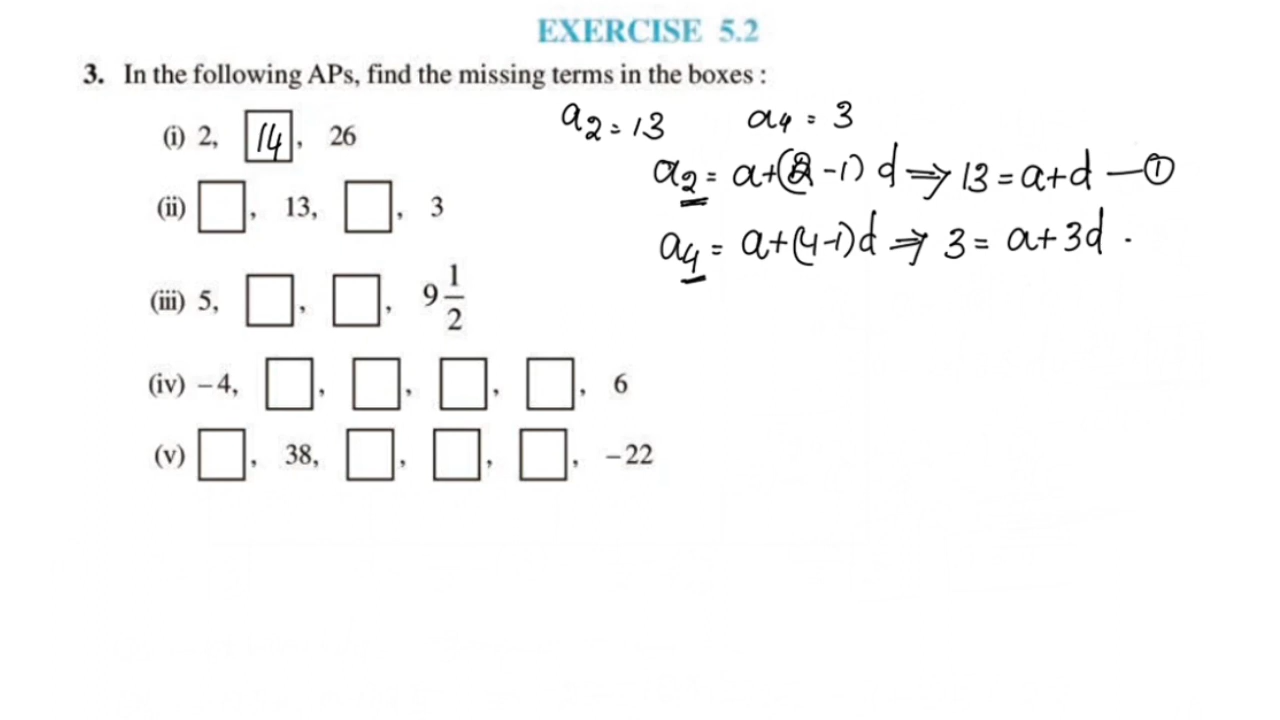 EXERCISE 5.2
3. In the following APs, find the missing terms in the boxes :
(i) 2, 14, 26
(ii) , 13, , 3
(iii) 5, , , 9 1/2
(iv) – 4, , , , , 6
(v) , 38, , , , – 22
a2 = 13 a4 = 3
a2 = a+(2-1) d ⇒ 13 = a+d —①
a4 = a+(4-1)d ⇒ 3 = a+3d .